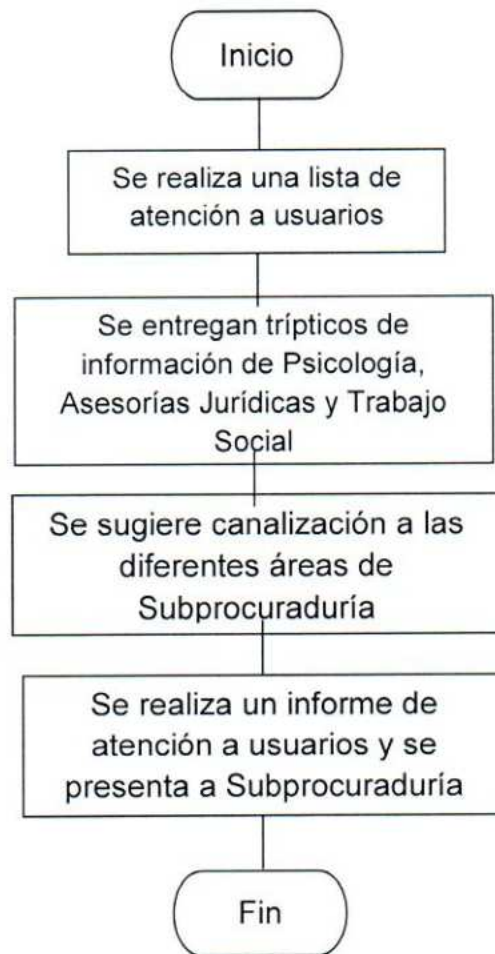 Inicio
Se realiza una lista de
atención a usuarios
Se entregan trípticos de
información de Psicología,
Asesorías Jurídicas y Trabajo
Social
Se sugiere canalización a las
diferentes áreas de
Subprocuraduría
Se realiza un informe de
atención a usuarios y se
presenta a Subprocuraduría
Fin